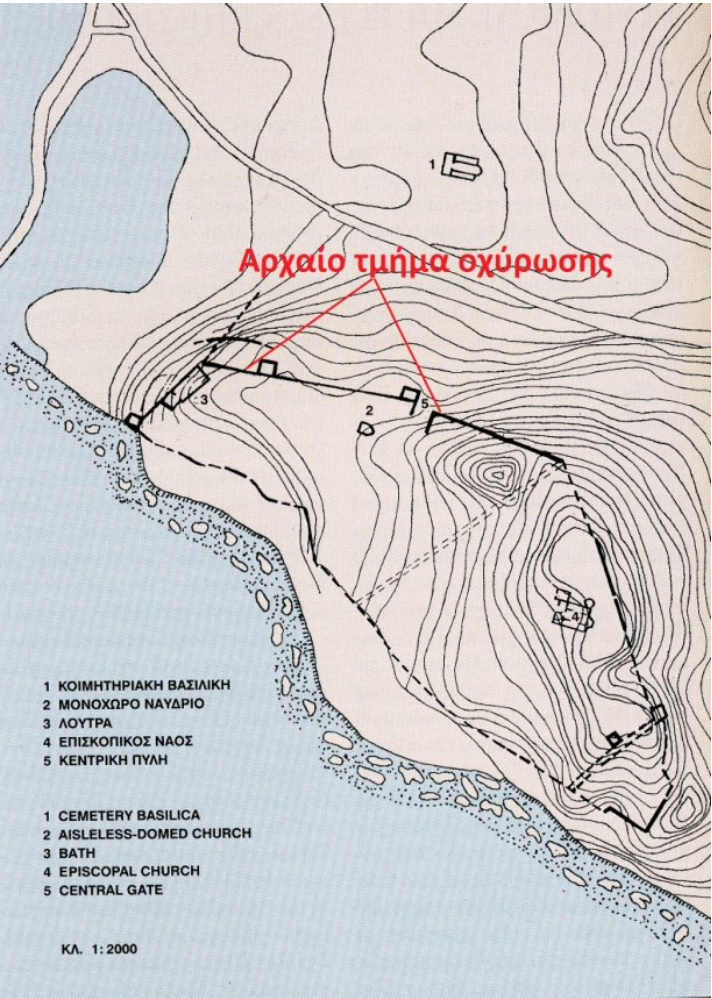 1
Αρχαίο τμήμα οχύρωσης
3
2
5
4
1 ΚΟΙΜΗΤΗΡΙΑΚΗ ΒΑΣΙΛΙΚΗ
2 ΜΟΝΟΧΩΡΟ ΝΑΥΔΡΙΟ
3 ΛΟΥΤΡΑ
4 ΕΠΙΣΚΟΠΙΚΟΣ ΝΑΟΣ
5 ΚΕΝΤΡΙΚΗ ΠΥΛΗ
1 CEMETERY BASILICA
2 AISLELESS-DOMED CHURCH
3 BATH
4 EPISCOPAL CHURCH
5 CENTRAL GATE
ΚΛ. 1:2000